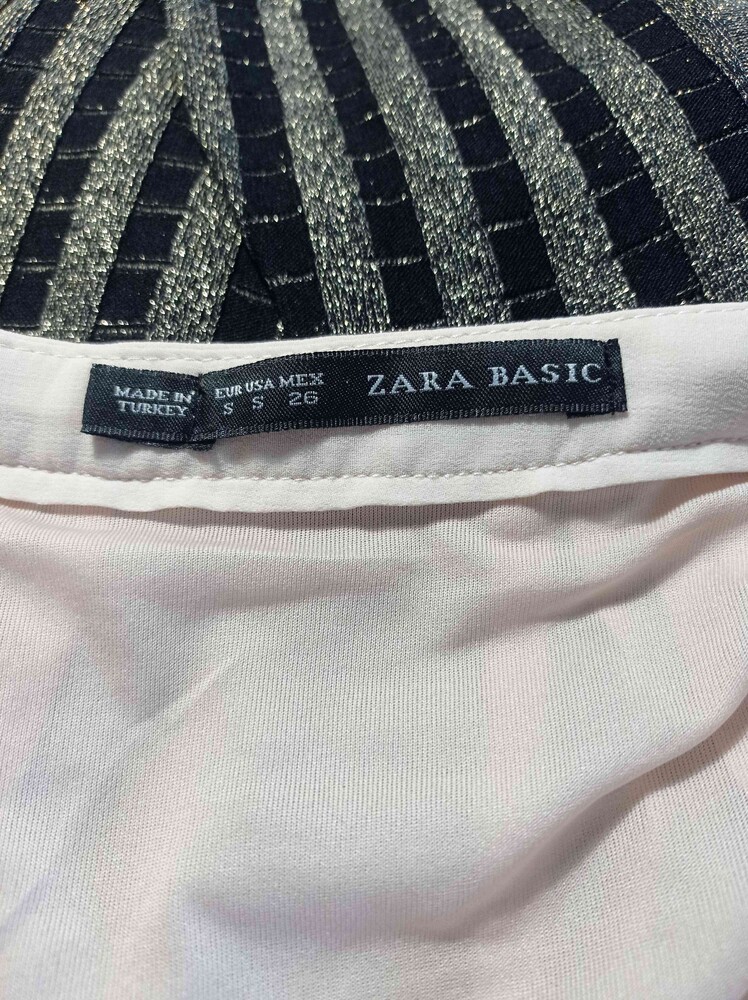 MADE IN
TURKEY
EUR USA MEX
S S 26
ZARA BASIC